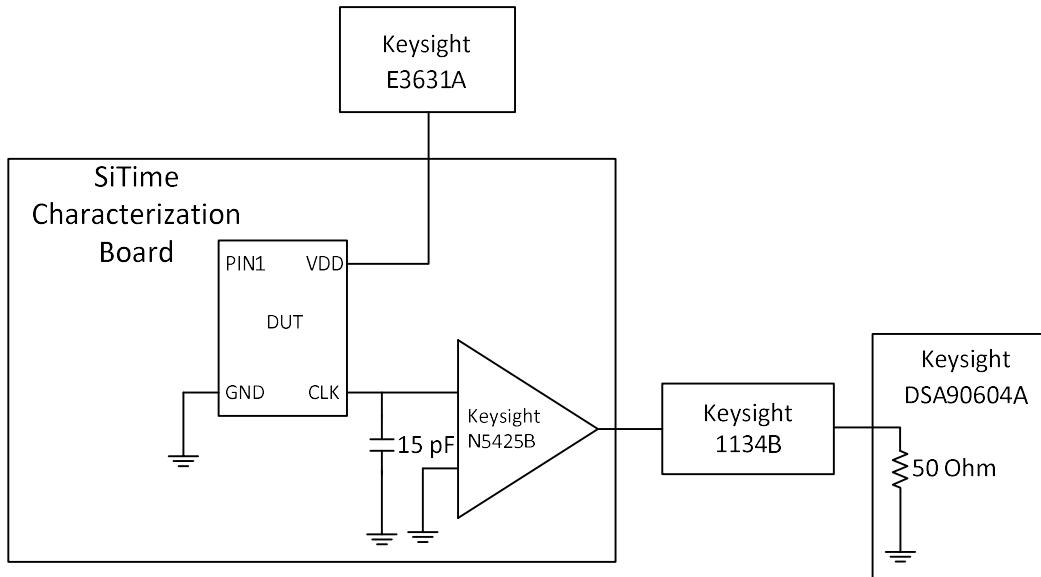 Keysight
E3631A
SiTime
Characterization
Board
PIN1 VDD
DUT
GND CLK
15 pF
Keysight
N5425B
Keysight
1134B
Keysight
DSA90604A
50 Ohm